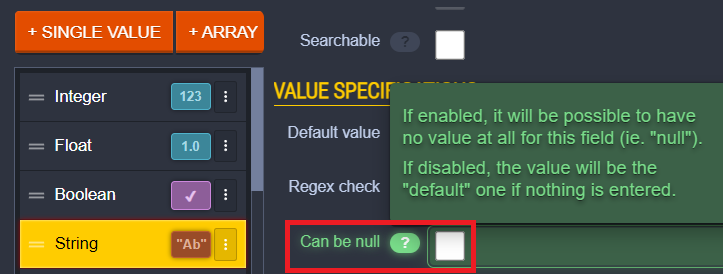 + SINGLE VALUE
+ ARRAY
Integer
123
Float
1.0
Boolean
String
"Ab"
Searchable ?
VALUE SPECIFICATIONS
Default value
Regex check
Can be null ?
If enabled, it will be possible to have
no value at all for this field (ie. "null").
If disabled, the value will be the
"default" one if nothing is entered.